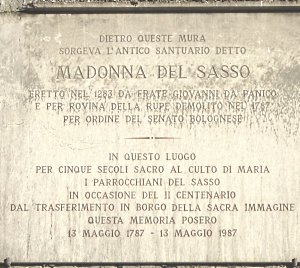 DIETRO QUESTE MURA
SORGEVA L'ANTICO SANTUARIO DETTO
MADONNA DEL SASSO
ERETTO NEL 1283 DA FRATE GIOVANNI DA PANICO
E PER ROVINA DELLA RUPE DEMOLITO NEL 1787
PER ORDINE DEL SENATO BOLOGNESE
IN QUESTO LUOGO
PER CINQUE SECOLI SACRO AL CULTO DI MARIA
I PARROCCHIANI DEL SASSO
IN OCCASIONE DEL II CENTENARIO
DAL TRASFERIMENTO IN BORGO DELLA SACRA IMMAGINE
QUESTA MEMORIA POSERO
13 MAGGIO 1787 - 13 MAGGIO 1987